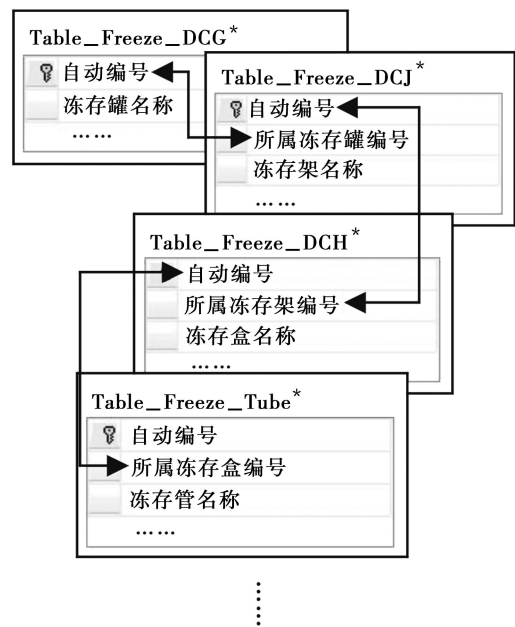 Table_Freeze_DCG*
自动编号
冻存罐名称
……
Table_Freeze_DCJ*
自动编号
所属冻存罐编号
冻存架名称
……
Table_Freeze_DCH*
自动编号
所属冻存架编号
冻存盒名称
……
Table_Freeze_Tube*
自动编号
所属冻存盒编号
冻存管名称
……